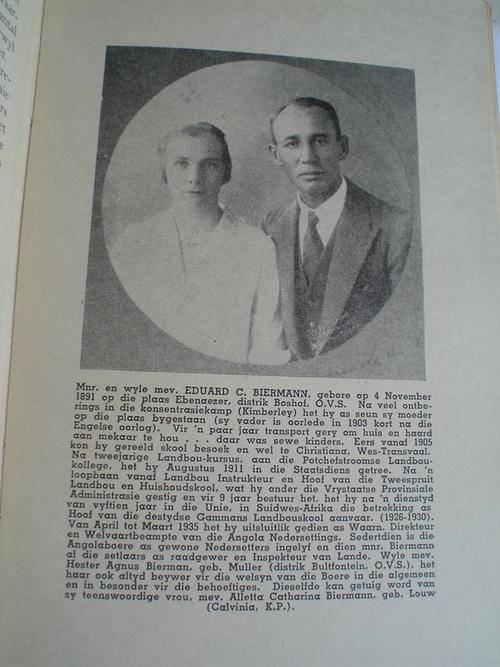 aar-
antal
rwyl
et.
re-
sie
ers
et
e
s
Mnr. en wyle mev. EDUARD C. BIERMANN, gebore op 4 November
1891 op die plaas Ebenaezer, distrik Boshof, O.V.S. Na veel ontbe-
rings in die konsentrasiekamp (Kimberley) het hy as seun sy moeder
op die plaas bygestaan (sy vader is oorlede in 1903 kort na die
Engelse oorlog). Vir 'n paar jaar transport gery om huis en haard
aan mekaar te hou . . . daar was sewe kinders. Eers vanaf 1905
kon hy gereeld skool besoek en wel te Christiana, Wes-Transvaal.
Na tweejarige Landbou-kursus, aan die Potchefstroomse Landbou-
kollege, het hy Augustus 1911 in die Staatsdiens getree. Na 'n
loopbaan vanaf Landbou Instrukteur en Hoof van die Tweespruit
Landbou en Huishoudskool, wat hy onder die Vrystaatse Provinsiale
Administrasie gestig en vir 9 jaar bestuur het, het hy na 'n dienstyd
van vyftien jaar in die Unie, in Suidwes-Afrika die betrekking as
Hoof van die destydse Gammans Landbouskool aanvaar. (1926-1930).
Van April tot Maart 1935 het hy uitsluitlik gedien as Waarn. Direkteur
en Welvaartbeampte van die Angola Nedersettings. Sedertdien is die
Angolaboere as gewone Nedersetters ingelyf en dien mnr. Biermann
al die setlaars as raadgewer en Inspekteur van Lande. Wyle mev.
Hester Agnus Bierman, geb. Muller (distrik Bultfontein, O.V.S.), het
haar ook altyd beywer vir die welsyn van die Boere in die algemeen
en in besonder vir die behoeftiges. Dieselfde kan getuig word van
sy teenswoordige vrou, mev. Alletta Catharina Biermann, geb. Louw
(Calvinia, K.P.).